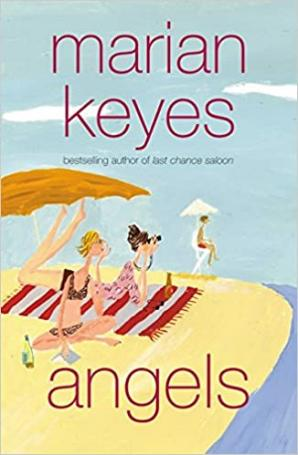 marian
keyes
bestselling author of last chance saloon
angels